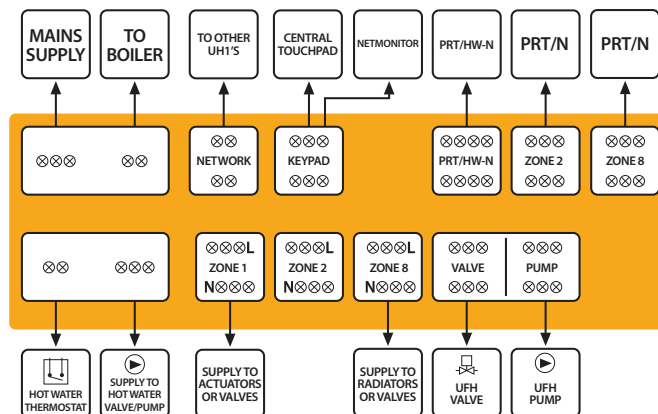 MAINS
SUPPLY
TO
BOILER
TO OTHER
UH1'S
CENTRAL
TOUCHPAD
NETMONITOR
PRT/HW-N
PRT/N
PRT/N
NETWORK
KEYPAD
PRT/HW-N
ZONE 2
ZONE 8
L
ZONE 1
N
L
ZONE 2
N
L
ZONE 8
N
VALVE
PUMP
HOT WATER
THERMOSTAT
SUPPLY TO
HOT WATER
VALVE/PUMP
SUPPLY TO
ACTUATORS
OR VALVES
SUPPLY TO
RADIATORS
OR VALVES
UFH
VALVE
UFH
PUMP